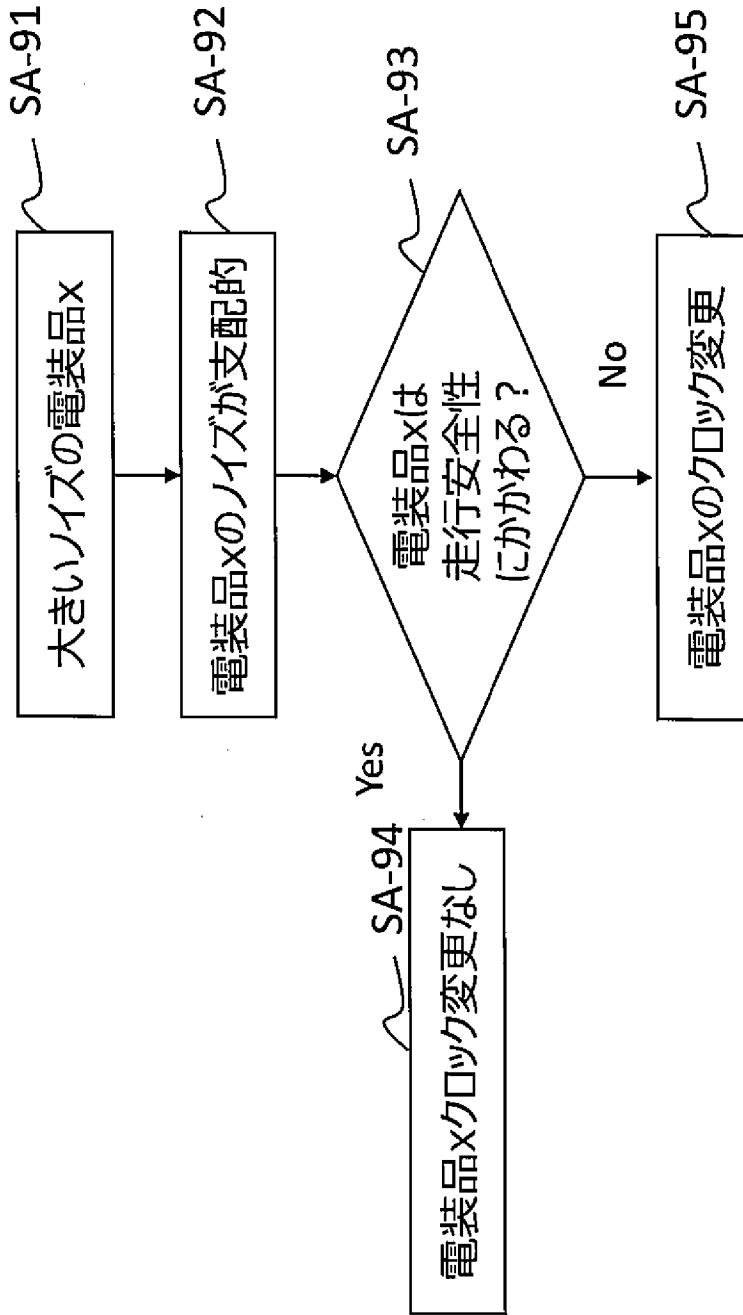 大きいノイズの電装品x
SA-91
電装品xのノイズが支配的
SA-92
電装品xは
走行安全性
にかかわる？
SA-93
Yes
SA-94
電装品xクロック変更なし
No
電装品xのクロック変更
SA-95